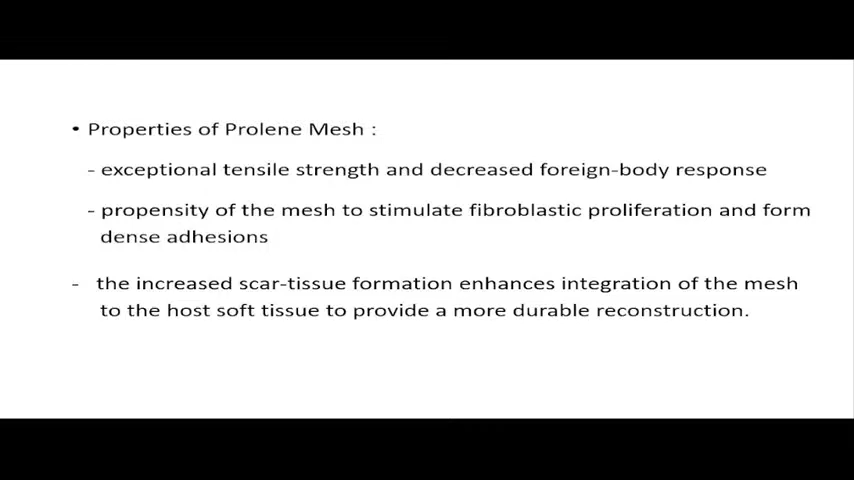 • Properties of Prolene Mesh :
- exceptional tensile strength and decreased foreign-body response
- propensity of the mesh to stimulate fibroblastic proliferation and form
dense adhesions
- the increased scar-tissue formation enhances integration of the mesh
to the host soft tissue to provide a more durable reconstruction.